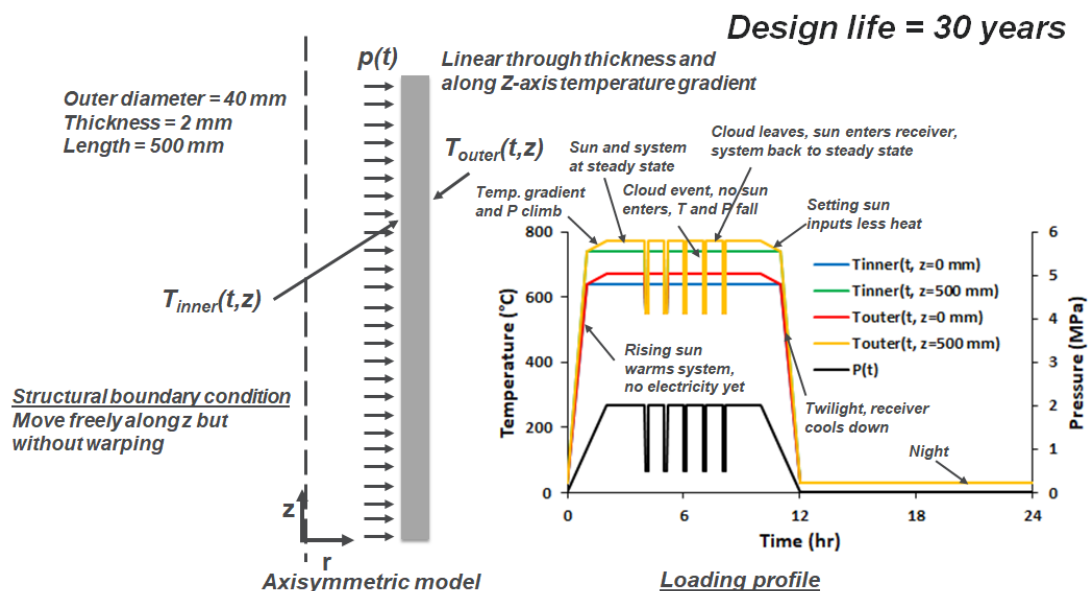 Design life = 30 years
p(t)
Linear through thickness and
along Z-axis temperature gradient
Outer diameter = 40 mm
Thickness = 2 mm
Length = 500 mm
Touter(t,z)
Tinner(t,z)
Structural boundary condition
Move freely along z but
without warping
z
r
Axisymmetric model
Cloud leaves, sun enters receiver,
system back to steady state
Sun and system
at steady state
Cloud event, no sun
enters, T and P fall
Temp. gradient
and P climb
Setting sun
inputs less heat
Rising sun
warms system,
no electricity yet
Twilight, receiver
cools down
Night
Tinner(t, z=0 mm)
Tinner(t, z=500 mm)
Touter(t, z=0 mm)
Touter(t, z=500 mm)
P(t)
Temperature (°C)
800
600
400
200
0
Pressure (MPa)
6
5
4
3
2
1
0
0 6 12 18 24
Time (hr)
Loading profile